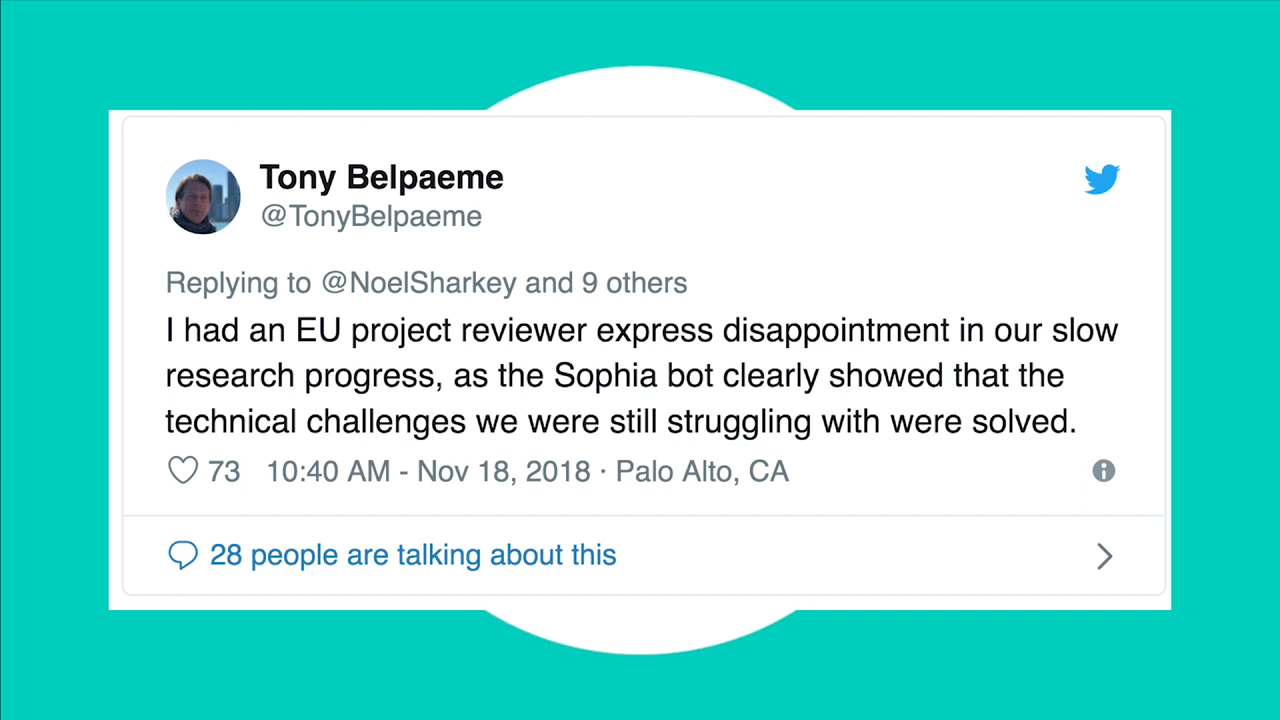 Tony Belpaeme
@TonyBelpaeme
Replying to @NoelSharkey and 9 others
I had an EU project reviewer express disappointment in our slow
research progress, as the Sophia bot clearly showed that the
technical challenges we were still struggling with were solved.
73 10:40 AM - Nov 18, 2018 · Palo Alto, CA
28 people are talking about this